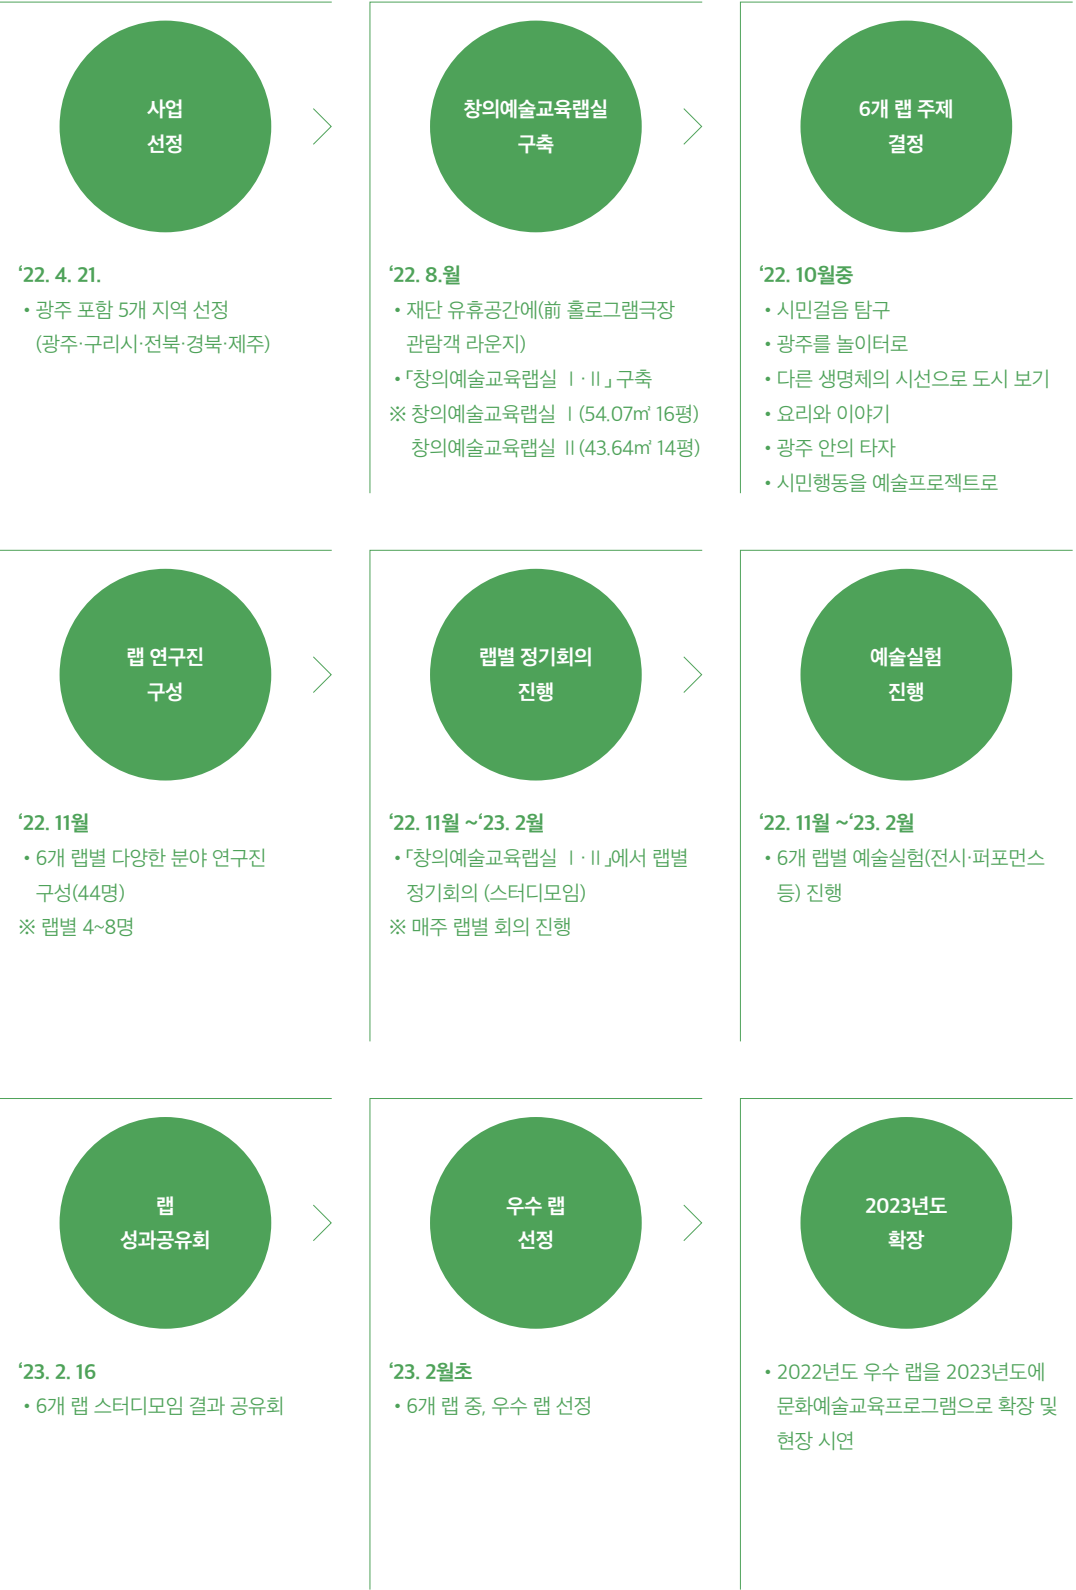 사업
선정
‘22. 4. 21.
• 광주 포함 5개 지역 선정
(광주·구리시·전북·경북·제주)
창의예술교육랩실
구축
‘22. 8.월
• 재단 유휴공간에(前 홀로그램극장
관람객 라운지)
• ｢창의예술교육랩실 Ⅰ·Ⅱ｣ 구축
※ 창의예술교육랩실 Ⅰ(54.07㎡ 16평)
창의예술교육랩실 Ⅱ(43.64㎡ 14평)
6개 랩 주제
결정
‘22. 10월중
• 시민걸음 탐구
• 광주를 놀이터로
• 다른 생명체의 시선으로 도시 보기
• 요리와 이야기
• 광주 안의 타자
• 시민행동을 예술프로젝트로
랩 연구진
구성
‘22. 11월
• 6개 랩별 다양한 분야 연구진
구성(44명)
※ 랩별 4~8명
랩별 정기회의
진행
‘22. 11월 ~‘23. 2월
• ｢창의예술교육랩실 Ⅰ·Ⅱ｣에서 랩별
정기회의 (스터디모임)
※ 매주 랩별 회의 진행
예술실험
진행
‘22. 11월 ~‘23. 2월
• 6개 랩별 예술실험(전시·퍼포먼스
등) 진행
랩
성과공유회
‘23. 2. 16
• 6개 랩 스터디모임 결과 공유회
우수 랩
선정
‘23. 2월초
• 6개 랩 중, 우수 랩 선정
2023년도
확장
• 2022년도 우수 랩을 2023년도에
문화예술교육프로그램으로 확장 및
현장 시연